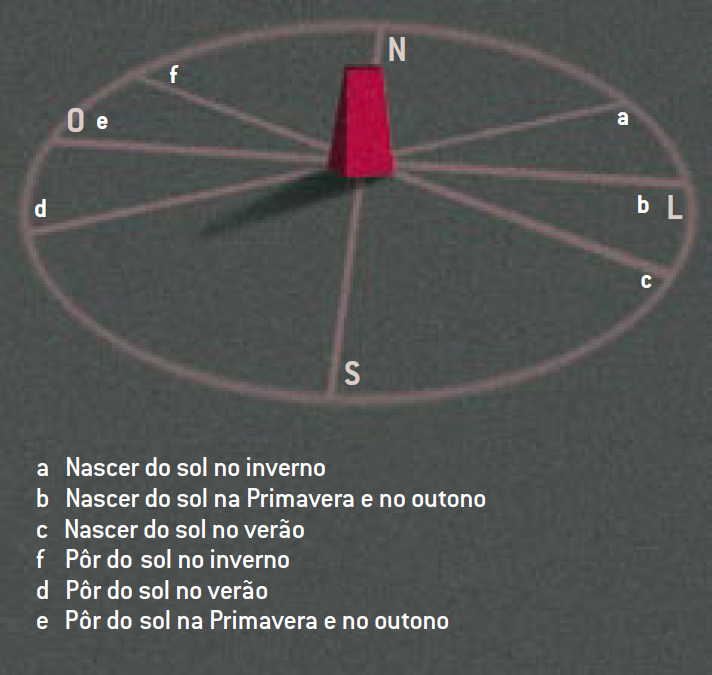 N
f
a
O e
d
b L
c
S
a Nascer do sol no inverno
b Nascer do sol na Primavera e no outono
c Nascer do sol no verão
f Pôr do sol no inverno
d Pôr do sol no verão
e Pôr do sol na Primavera e no outono